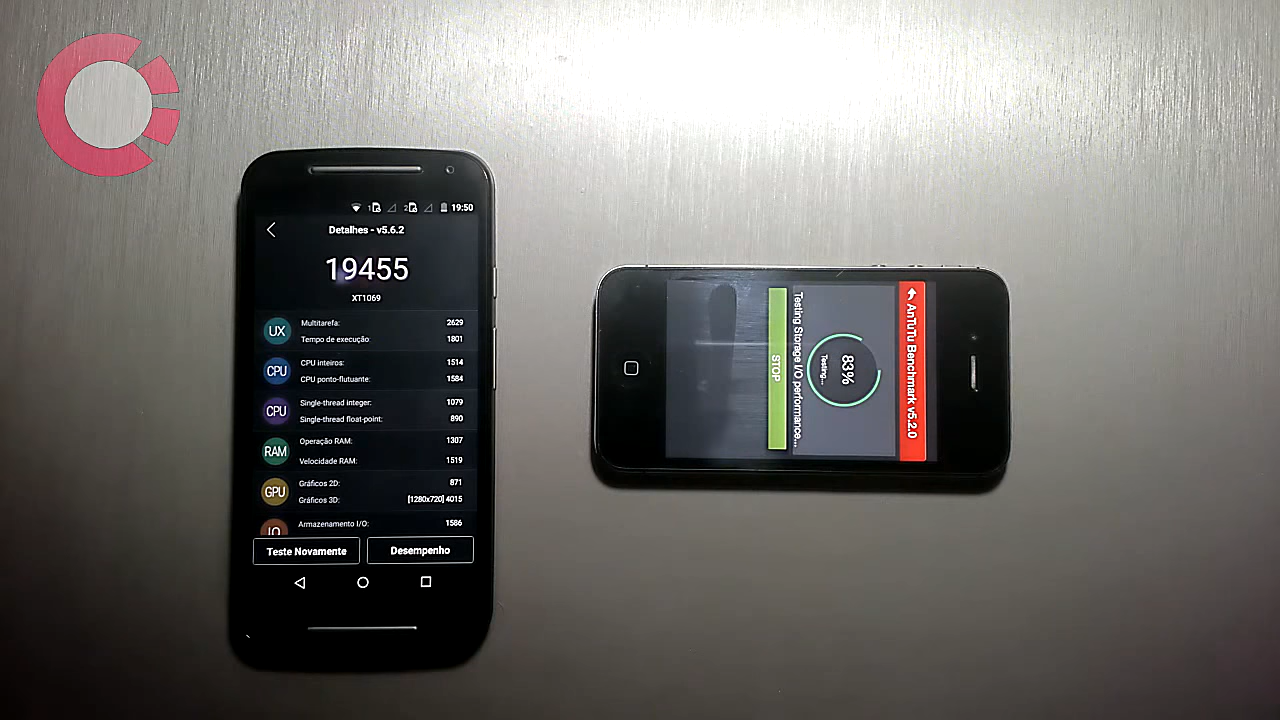 1 2 19:50
Detalhes - v5.6.2
19455
XT1069
UX Multitarefa: 2629
Tempo de execução: 1801
CPU CPU inteiros: 1514
CPU ponto-flutuante: 1584
CPU Single-thread integer: 1079
Single-thread float-point: 890
RAM Operação RAM: 1307
Velocidade RAM: 1519
GPU Gráficos 2D: 871
Gráficos 3D: [1280x720] 4015
IO Armazenamento I/O: 1586
Teste Novamente Desempenho
AnTuTu Benchmark v5.2.0
83%
Testing...
Testing Storage I/O performance...
STOP